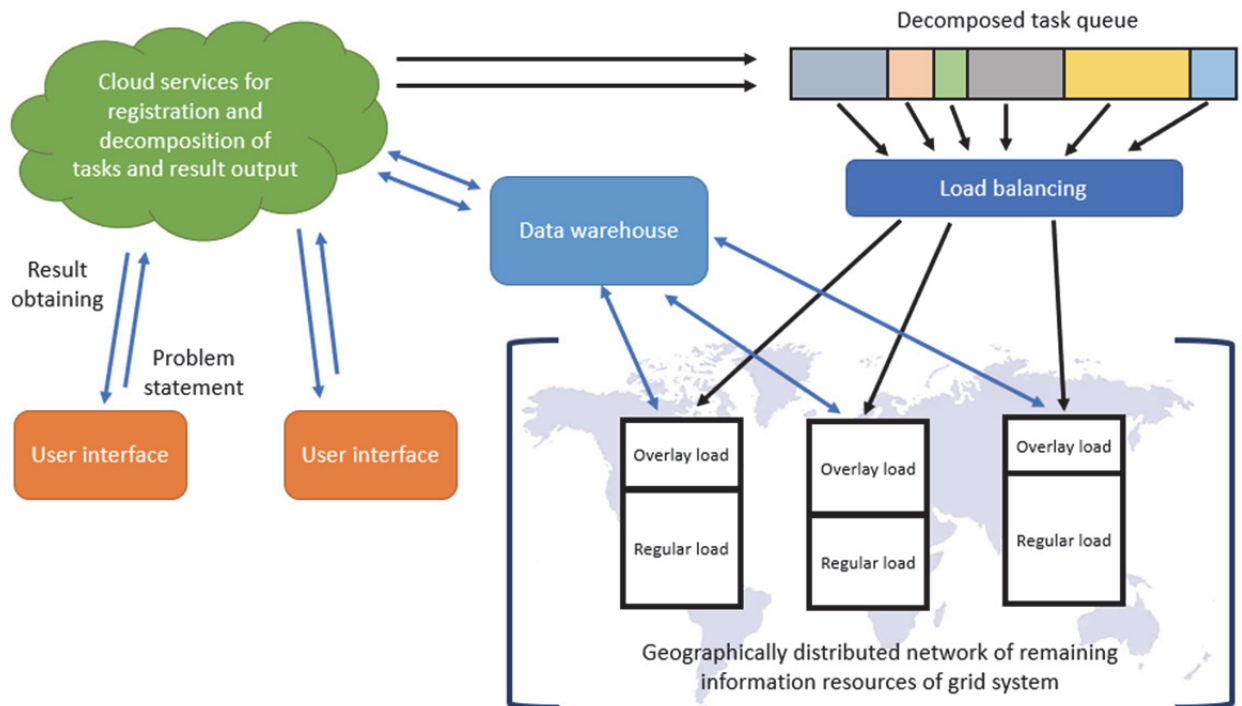 Decomposed task queue
Cloud services for
registration and
decomposition of
tasks and result output
Load balancing
Data warehouse
Result
obtaining
Problem
statement
User interface
User interface
Overlay load
Regular load
Overlay load
Regular load
Overlay load
Regular load
Geographically distributed network of remaining
information resources of grid system